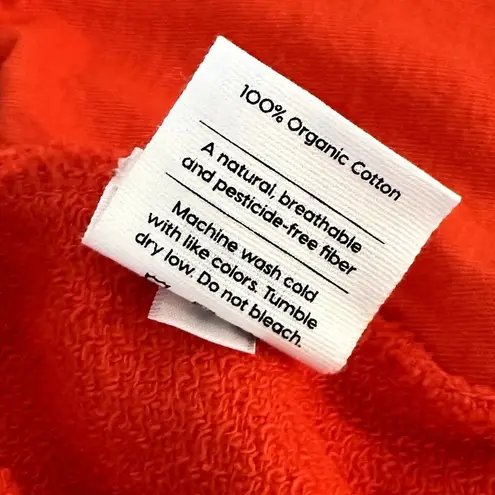 100% Organic Cotton
A natural, breathable
and pesticide-free fiber
Machine wash cold
with like colors. Tumble
dry low. Do not bleach.